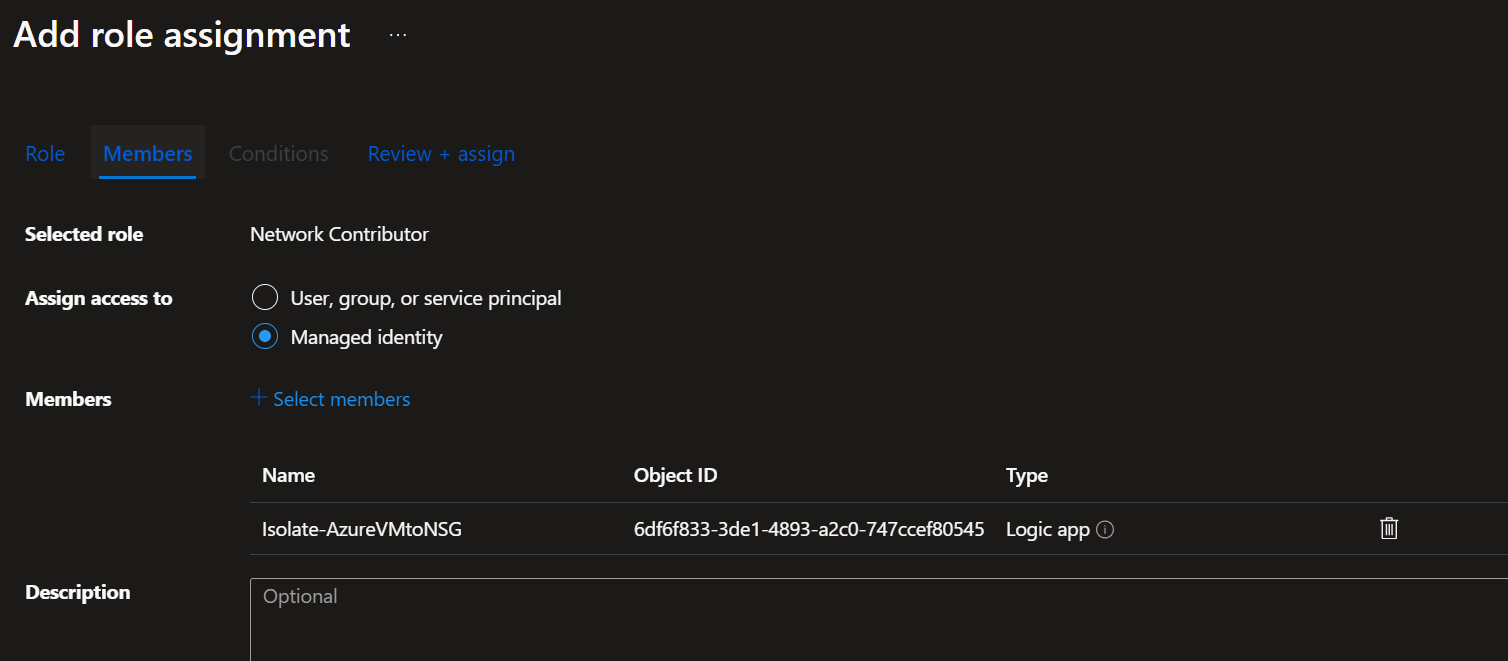 Add role assignment ...
Role Members Conditions Review + assign
Selected role Network Contributor
Assign access to User, group, or service principal
Managed identity
Members + Select members
Name Object ID Type
Isolate-AzureVMtoNSG 6df6f833-3de1-4893-a2c0-747ccef80545 Logic app
Description Optional